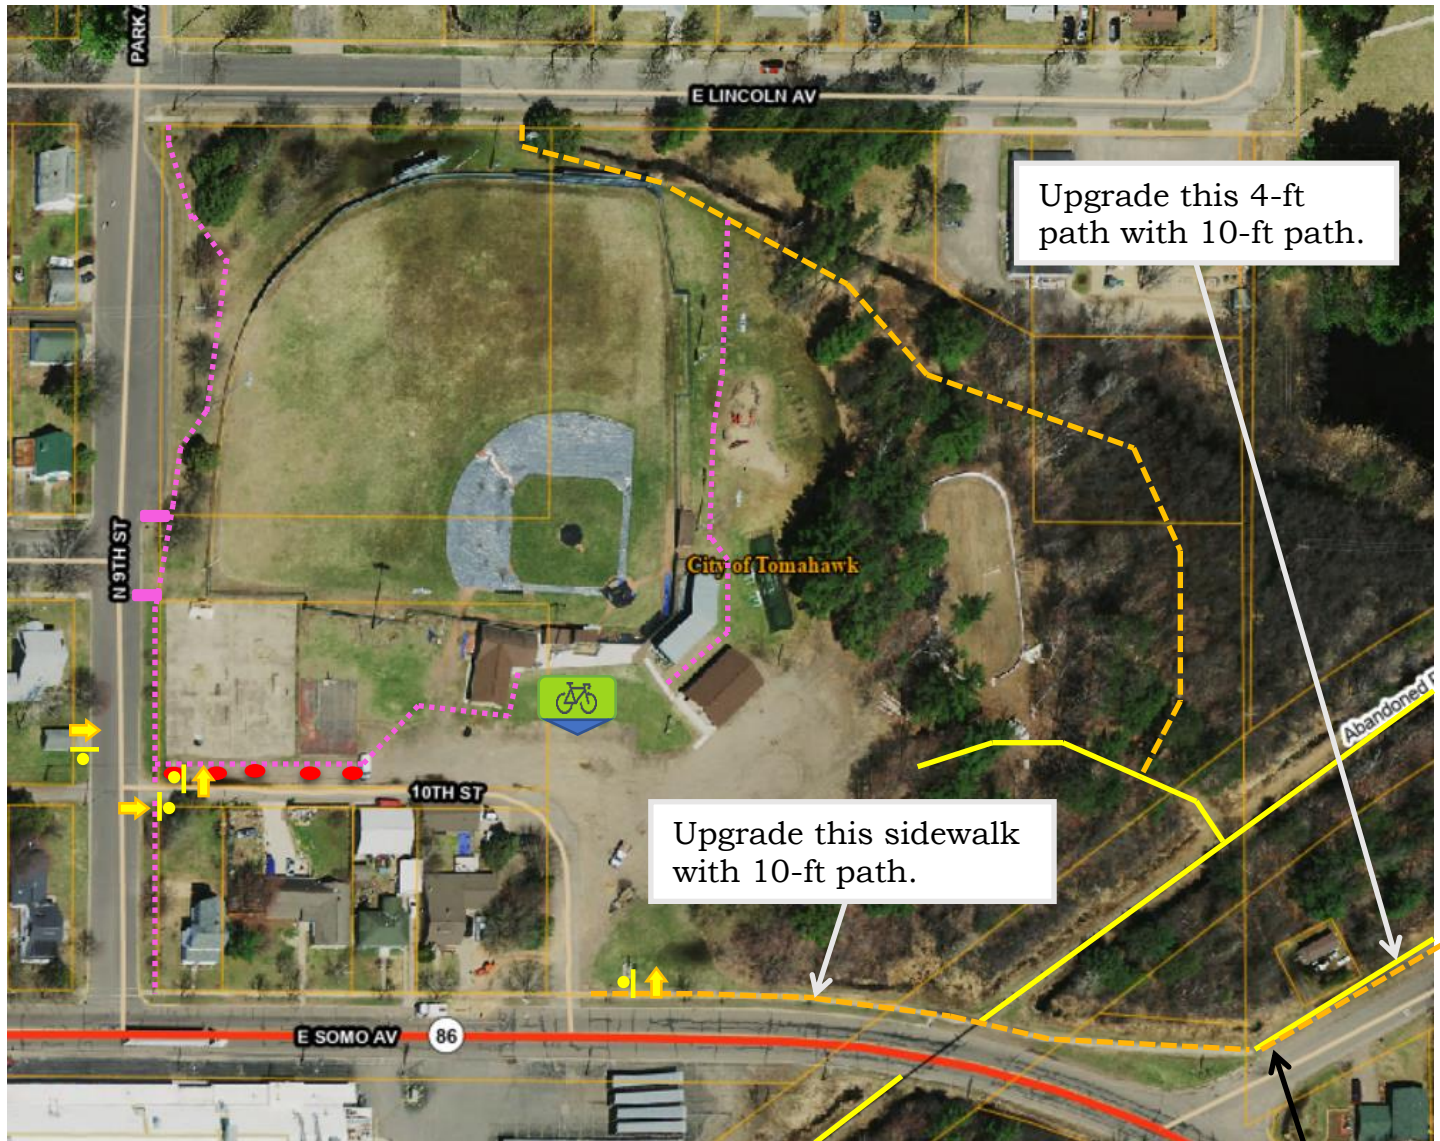 PARK
E LINCOLN AV
Upgrade this 4-ft
path with 10-ft path.
N 9TH ST
City of Tomahawk
Abandoned
10TH ST
Upgrade this sidewalk
with 10-ft path.
E SOMO AV
86